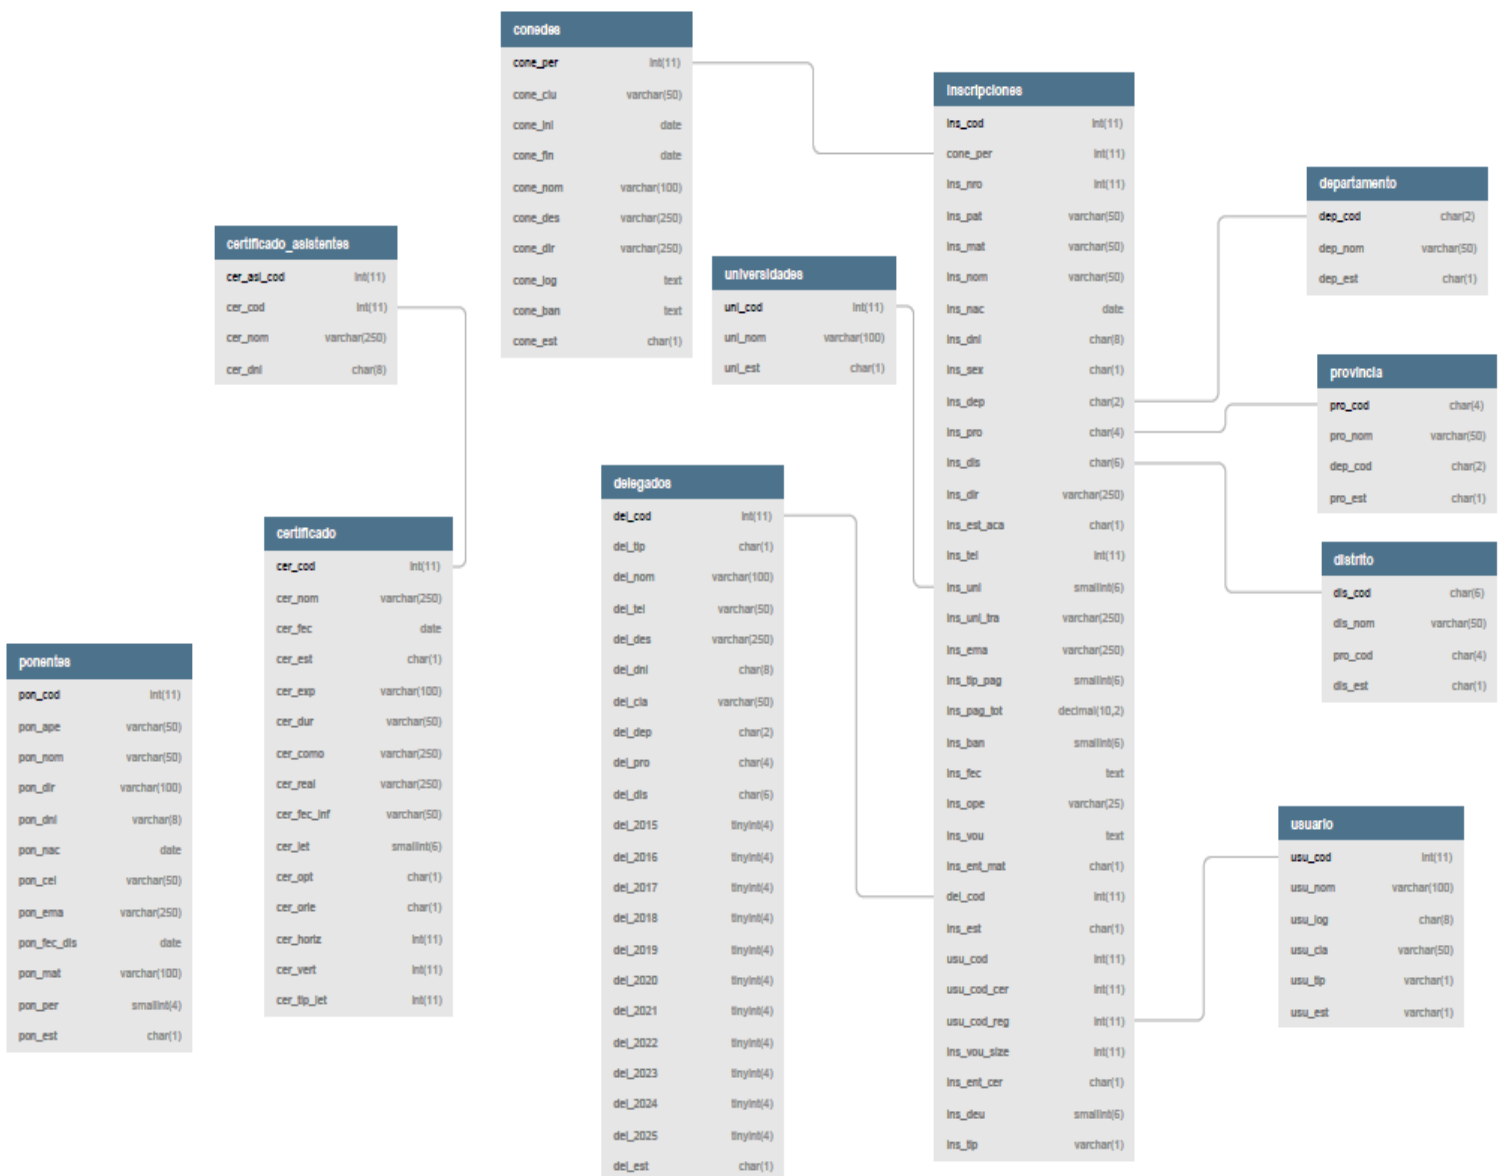 conedes
cone_per int(11)
cone_ciu varchar(50)
cone_ini date
cone_fin date
cone_nom varchar(100)
cone_des varchar(250)
cone_dir varchar(250)
cone_log text
cone_ban text
cone_est char(1)
inscripciones
ins_cod int(11)
cone_per int(11)
ins_nro int(11)
ins_pat varchar(50)
ins_mat varchar(50)
ins_nom varchar(50)
ins_nac date
ins_dni char(8)
ins_sex char(1)
ins_dep char(2)
ins_pro char(4)
ins_dis char(6)
ins_dir varchar(250)
ins_est_aca char(1)
ins_tel int(11)
ins_uni smallint(6)
ins_uni_tra varchar(250)
ins_ema varchar(250)
ins_tip_pag smallint(6)
ins_pag_tot decimal(10,2)
ins_ban smallint(6)
ins_fec text
ins_ope varchar(25)
ins_vou text
ins_ent_mat char(1)
del_cod int(11)
ins_est char(1)
usu_cod int(11)
usu_cod_cer int(11)
usu_cod_reg int(11)
ins_vou_size int(11)
ins_ent_cer char(1)
ins_deu smallint(6)
ins_tip varchar(1)
departamento
dep_cod char(2)
dep_nom varchar(50)
dep_est char(1)
certificado_asistentes
cer_asi_cod int(11)
cer_cod int(11)
cer_nom varchar(250)
cer_dni char(8)
universidades
uni_cod int(11)
uni_nom varchar(100)
uni_est char(1)
provincia
pro_cod char(4)
pro_nom varchar(50)
dep_cod char(2)
pro_est char(1)
delegados
del_cod int(11)
del_tip char(1)
del_nom varchar(100)
del_tel varchar(50)
del_des varchar(250)
del_dni char(8)
del_cla varchar(50)
del_dep char(2)
del_pro char(4)
del_dis char(6)
del_2015 tinyint(4)
del_2016 tinyint(4)
del_2017 tinyint(4)
del_2018 tinyint(4)
del_2019 tinyint(4)
del_2020 tinyint(4)
del_2021 tinyint(4)
del_2022 tinyint(4)
del_2023 tinyint(4)
del_2024 tinyint(4)
del_2025 tinyint(4)
del_est char(1)
certificado
cer_cod int(11)
cer_nom varchar(250)
cer_fec date
cer_est char(1)
cer_exp varchar(100)
cer_dur varchar(50)
cer_como varchar(250)
cer_real varchar(250)
cer_fec_inf varchar(50)
cer_let smallint(6)
cer_opt char(1)
cer_orie char(1)
cer_horiz int(11)
cer_vert int(11)
cer_tip_let int(11)
distrito
dis_cod char(6)
dis_nom varchar(50)
pro_cod char(4)
dis_est char(1)
ponentes
pon_cod int(11)
pon_ape varchar(50)
pon_nom varchar(50)
pon_dir varchar(100)
pon_dni varchar(8)
pon_nac date
pon_cel varchar(50)
pon_ema varchar(250)
pon_fec_dis date
pon_mat varchar(100)
pon_per smallint(4)
pon_est char(1)
usuario
usu_cod int(11)
usu_nom varchar(100)
usu_log char(8)
usu_cla varchar(50)
usu_tip varchar(1)
usu_est varchar(1)